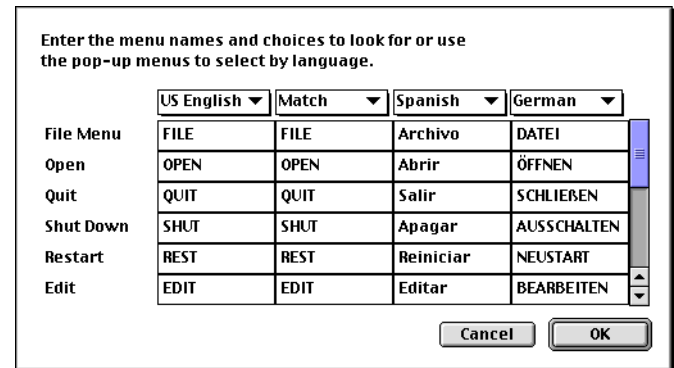 Enter the menu names and choices to look for or use
the pop-up menus to select by language.
US English Match Spanish German
File Menu FILE FILE Archivo DATEI
Open OPEN OPEN Abrir ÖFFNEN
Quit QUIT QUIT Salir SCHLIEßEN
Shut Down SHUT SHUT Apagar AUSSCHALTEN
Restart REST REST Reiniciar NEUSTART
Edit EDIT EDIT Editar BEARBEITEN
Cancel OK